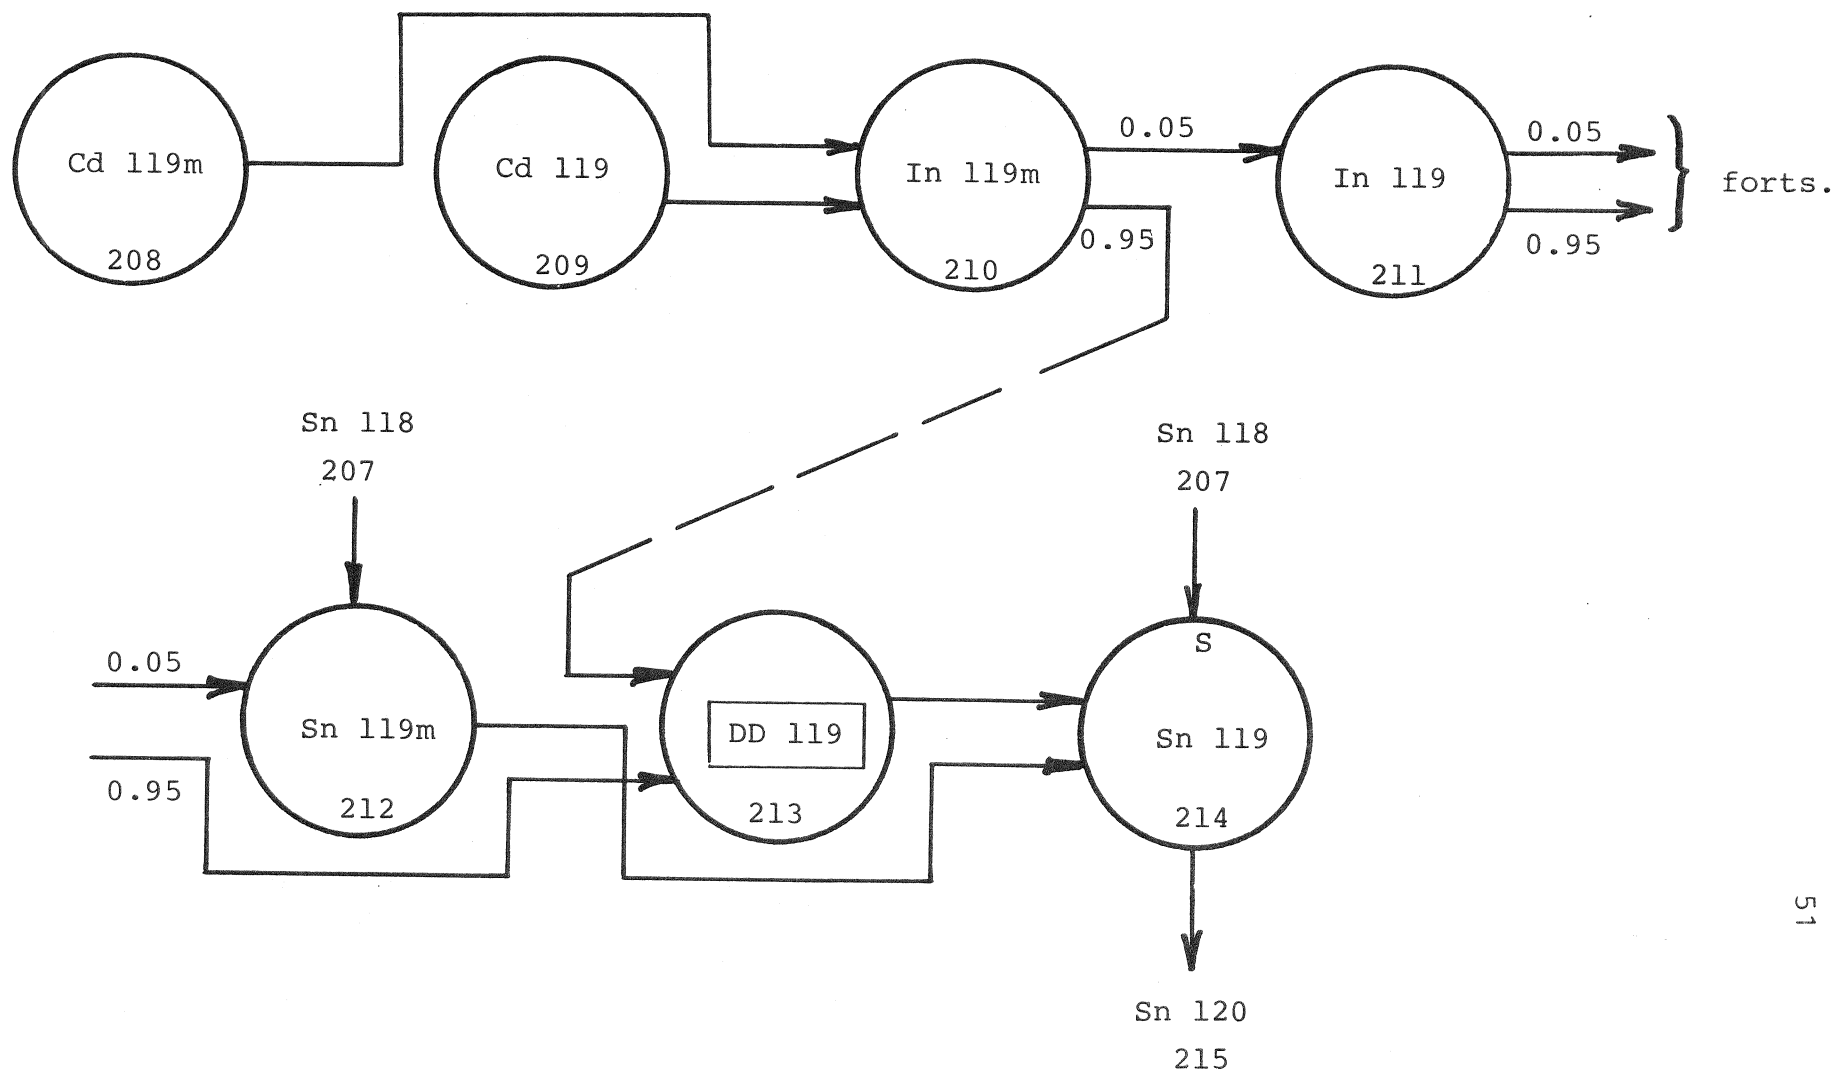 Cd 119m
208
Cd 119
209
In 119m
210
0.05
0.95
In 119
211
0.05
0.95
forts.
Sn 118
207
Sn 118
207
0.05
0.95
Sn 119m
212
DD 119
213
S
Sn 119
214
Sn 120
215
51